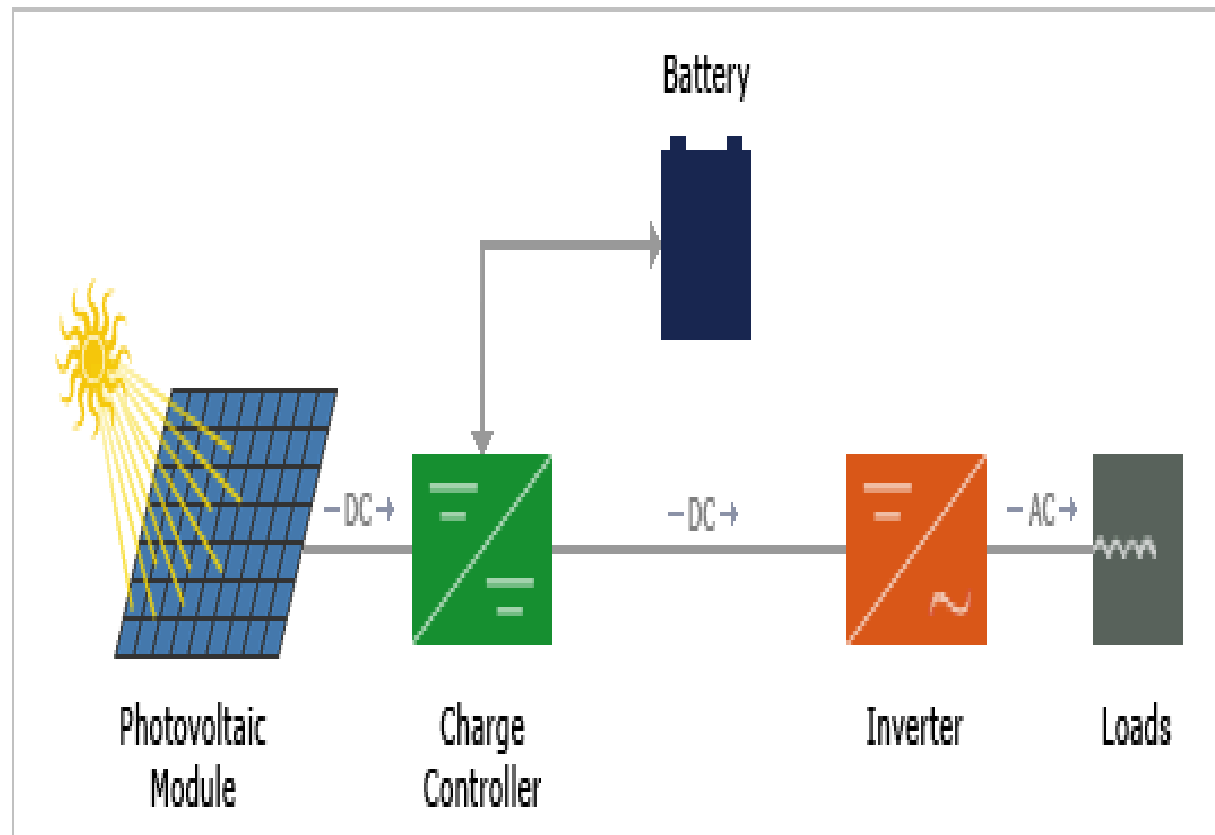 Battery
DC
DC
AC
Photovoltaic
Module
Charge
Controller
Inverter
Loads